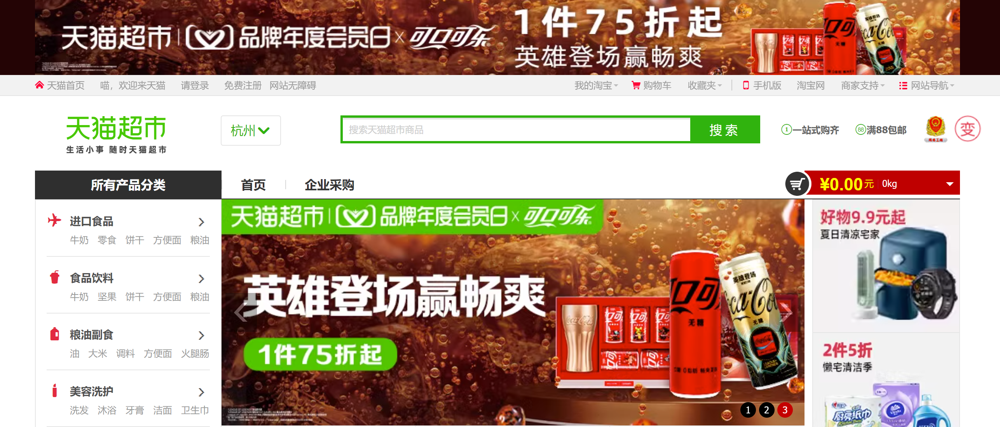 天猫超市 品牌年度会员日 × 可口可乐
1件75折起
英雄登场赢畅爽
天猫首页 喵，欢迎来天猫 请登录 免费注册 网站无障碍 我的淘宝 购物车 收藏夹 手机版 淘宝网 商家支持 网站导航
天猫超市
生活小事 随时天猫超市
杭州
搜索天猫超市商品
搜 索
1 一站式购齐
88 满88包邮
变
所有产品分类 首页 企业采购
¥0.00元 0kg
进口食品
牛奶 零食 饼干 方便面 粮油
食品饮料
牛奶 坚果 饼干 方便面 粮油
粮油副食
油 大米 调料 方便面 火腿肠
美容洗护
洗发 沐浴 牙膏 洁面 卫生巾
天猫超市 品牌年度会员日 × 可口可乐
英雄登场赢畅爽
1件75折起
英雄登场
Coca-Co
无糖
无糖
1 2 3
好物9.9元起
夏日清凉宅家
2件5折
懒宅清洁季
厨房纸巾